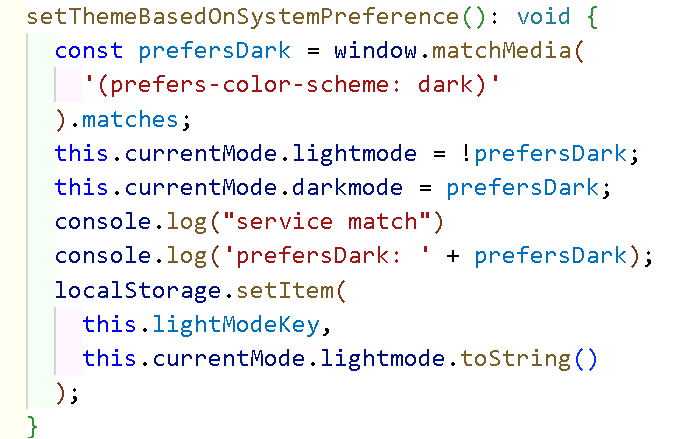 setThemeBasedOnSystemPreference(): void {
  const prefersDark = window.matchMedia(
    '(prefers-color-scheme: dark)'
  ).matches;
  this.currentMode.lightmode = !prefersDark;
  this.currentMode.darkmode = prefersDark;
  console.log("service match")
  console.log('prefersDark: ' + prefersDark);
  localStorage.setItem(
    this.lightModeKey,
    this.currentMode.lightmode.toString()
  );
}